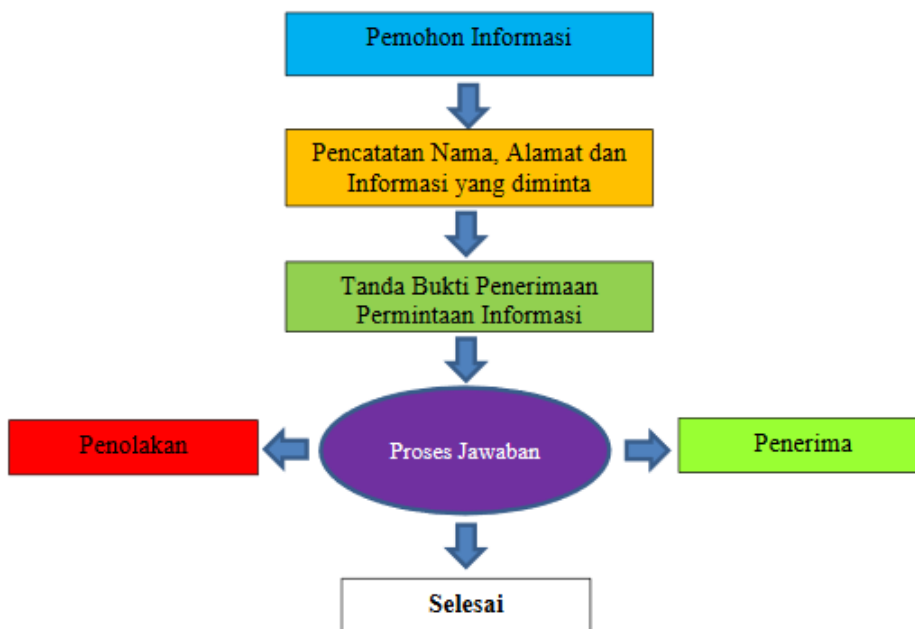 Pemohon Informasi
Pencatatan Nama, Alamat dan
Informasi yang diminta
Tanda Bukti Penerimaan
Permintaan Informasi
Penolakan
Proses Jawaban
Penerima
Selesai